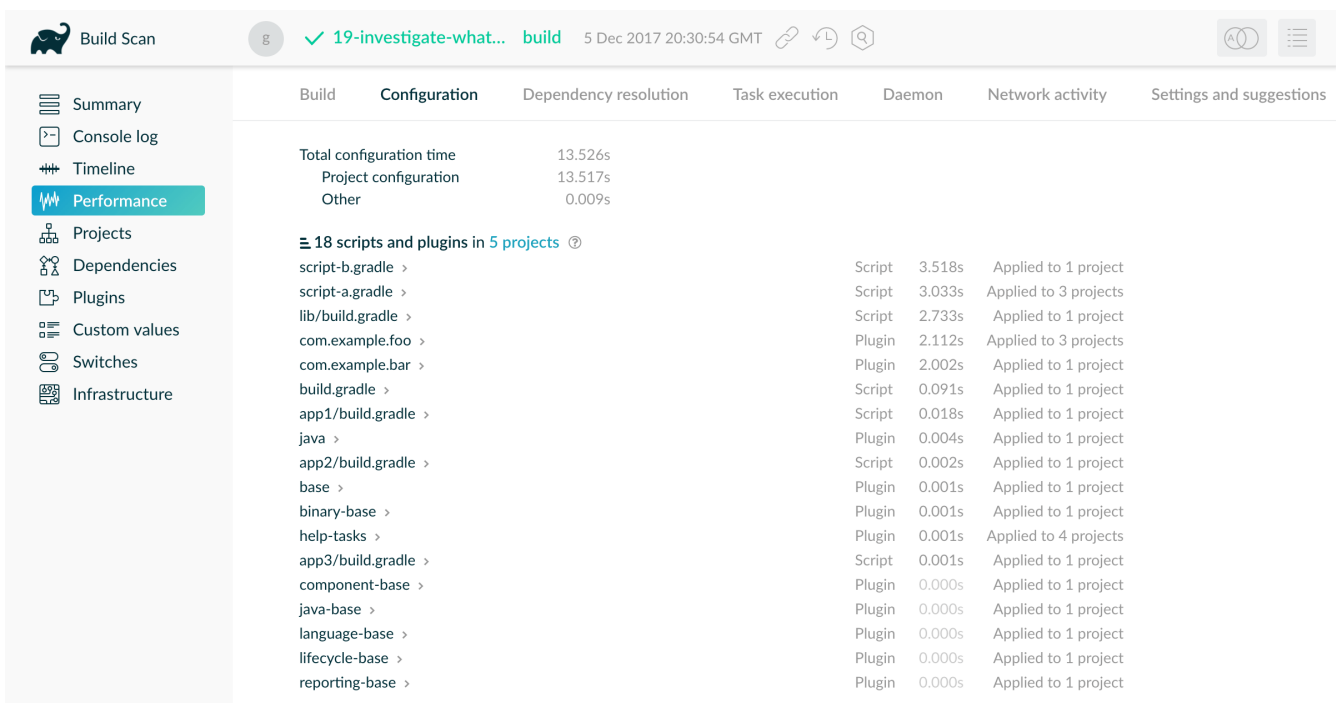 Build Scan
g 19-investigate-what... build 5 Dec 2017 20:30:54 GMT
Summary
Console log
Timeline
Performance
Projects
Dependencies
Plugins
Custom values
Switches
Infrastructure
Build Configuration Dependency resolution Task execution Daemon Network activity Settings and suggestions
Total configuration time 13.526s
Project configuration 13.517s
Other 0.009s
18 scripts and plugins in 5 projects ?
script-b.gradle > Script 3.518s Applied to 1 project
script-a.gradle > Script 3.033s Applied to 3 projects
lib/build.gradle > Script 2.733s Applied to 1 project
com.example.foo > Plugin 2.112s Applied to 3 projects
com.example.bar > Plugin 2.002s Applied to 1 project
build.gradle > Script 0.091s Applied to 1 project
app1/build.gradle > Script 0.018s Applied to 1 project
java > Plugin 0.004s Applied to 1 project
app2/build.gradle > Script 0.002s Applied to 1 project
base > Plugin 0.001s Applied to 1 project
binary-base > Plugin 0.001s Applied to 1 project
help-tasks > Plugin 0.001s Applied to 4 projects
app3/build.gradle > Script 0.001s Applied to 1 project
component-base > Plugin 0.000s Applied to 1 project
java-base > Plugin 0.000s Applied to 1 project
language-base > Plugin 0.000s Applied to 1 project
lifecycle-base > Plugin 0.000s Applied to 1 project
reporting-base > Plugin 0.000s Applied to 1 project